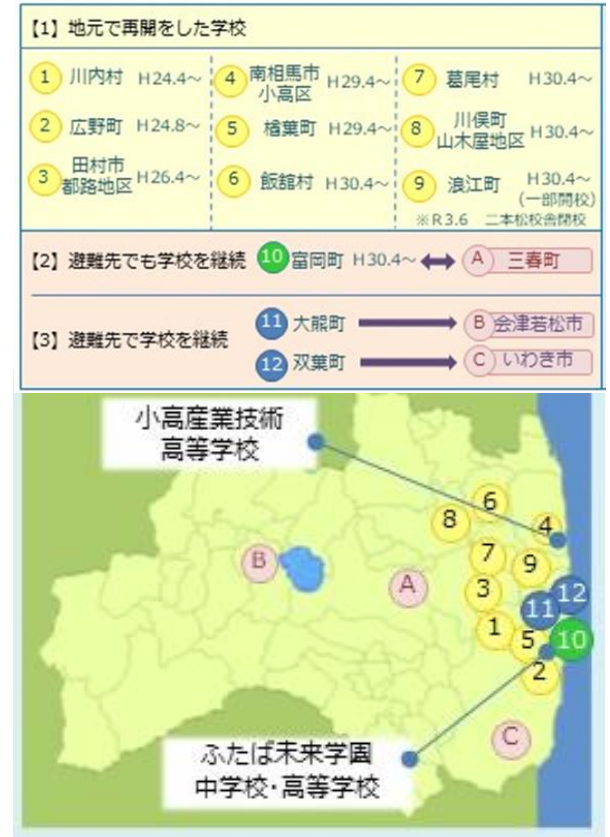 【1】地元で再開をした学校
1 川内村 H24.4～
2 広野町 H24.8～
3 田村市
都路地区 H26.4～
4 南相馬市
小高区 H29.4～
5 楢葉町 H29.4～
6 飯舘村 H30.4～
7 葛尾村 H30.4～
8 川俣町
山木屋地区 H30.4～
9 浪江町 H30.4～
(一部開校)
※R3.6 二本松校舎閉校
【2】避難先でも学校を継続 10 富岡町 H30.4～ A 三春町
【3】避難先で学校を継続
11 大熊町 B 会津若松市
12 双葉町 C いわき市
小高産業技術
高等学校
6
8
4
7
9
B
A
3
12
11
1
5
10
2
C
ふたば未来学園
中学校・高等学校